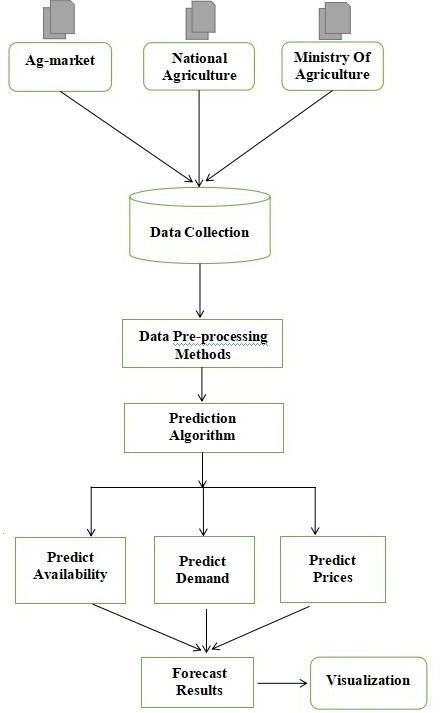 Ag-market
National
Agriculture
Ministry Of
Agriculture
Data Collection
Data Pre-processing
Methods
Prediction
Algorithm
Predict
Availability
Predict
Demand
Predict
Prices
Forecast
Results
Visualization